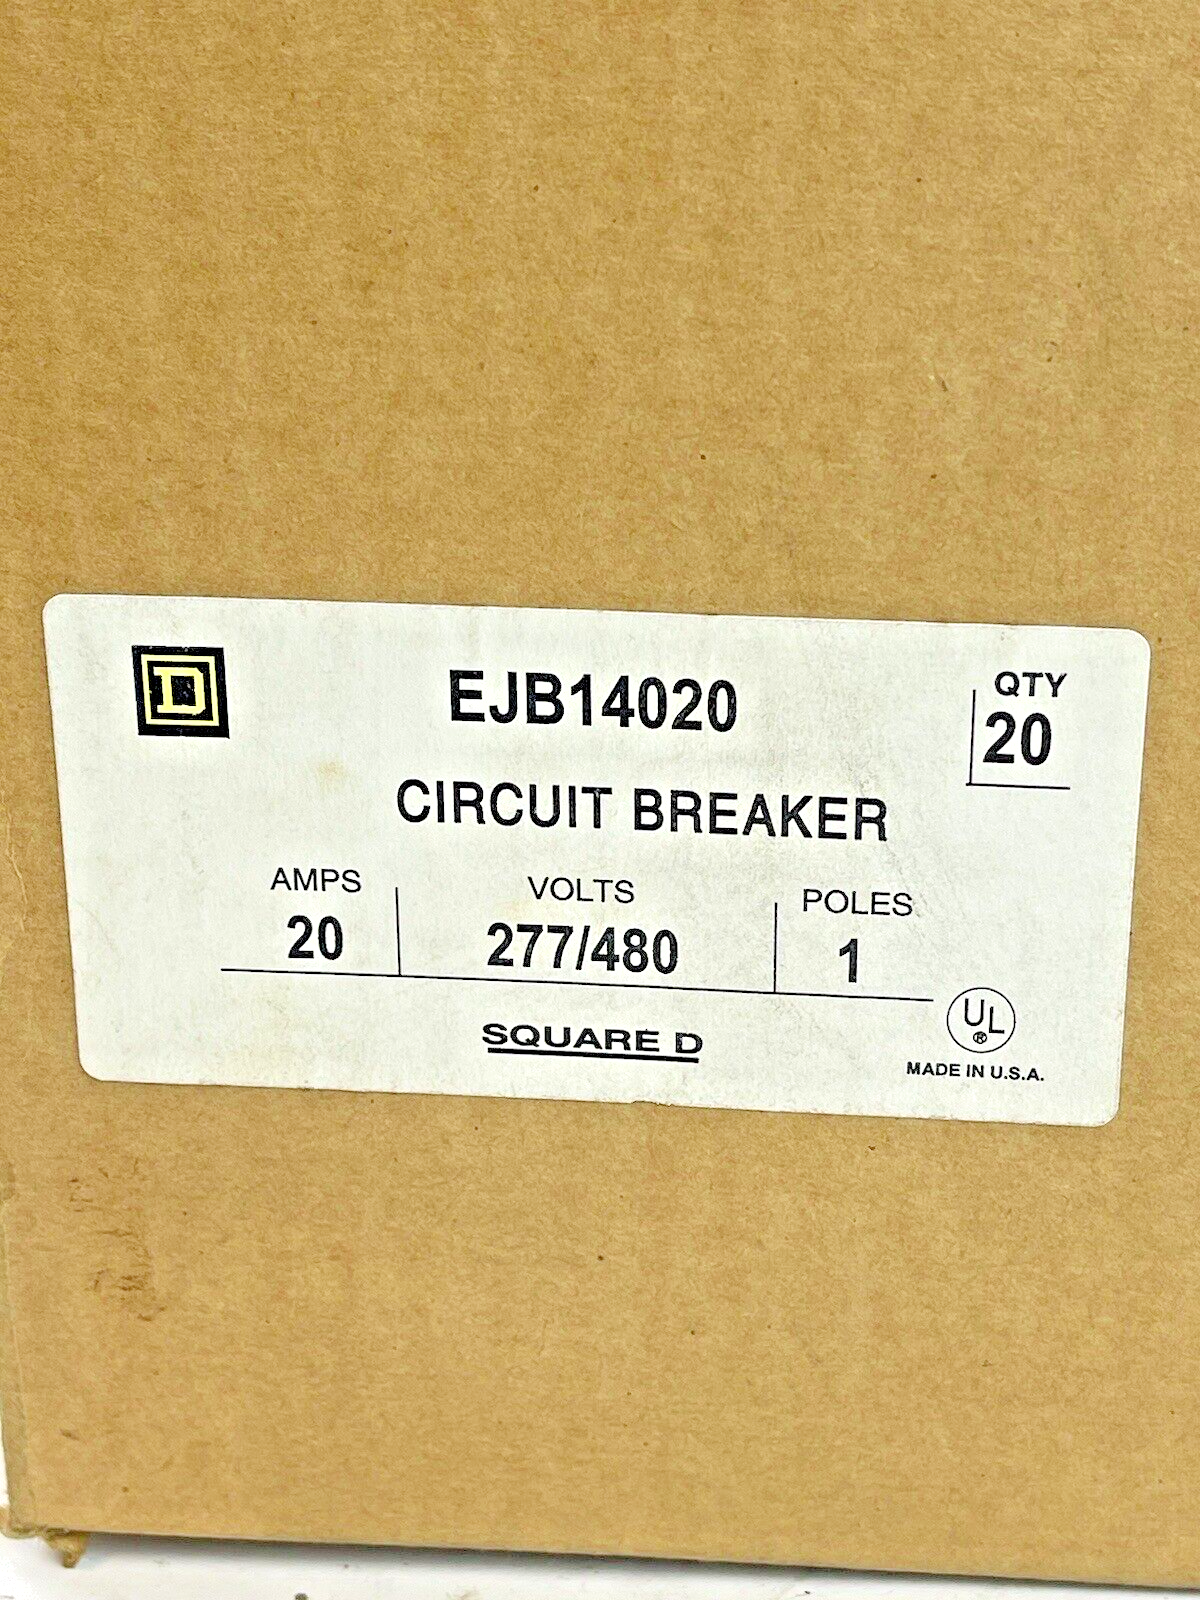 D
EJB14020
QTY
20
CIRCUIT BREAKER
AMPS
VOLTS
POLES
20
277/480
1
SQUARE D
UL
®
MADE IN U.S.A.